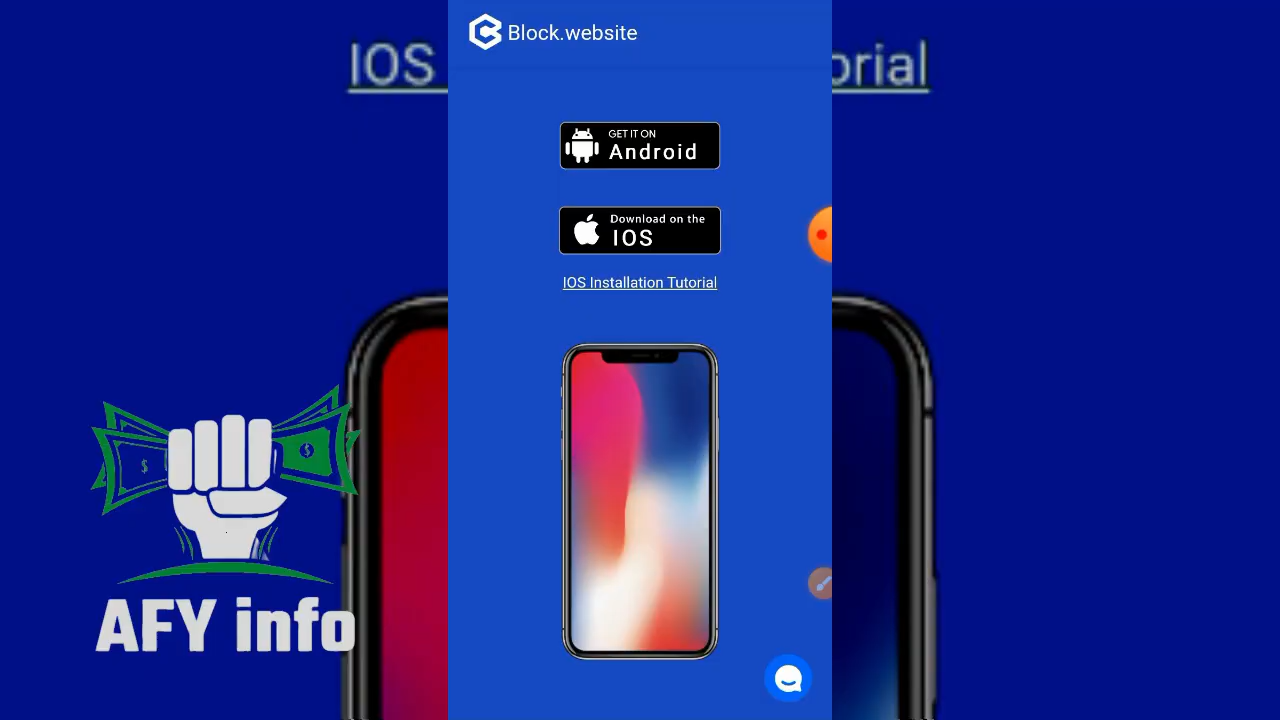 Block.website
IOS
orial
GET IT ON
Android
Download on the
IOS
IOS Installation Tutorial
$
$
AFY info